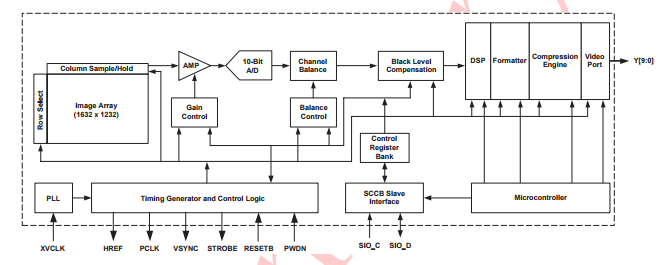 Column Sample/Hold
Row Select
Image Array
(1632 x 1232)
AMP
10-Bit
A/D
Channel
Balance
Black Level
Compensation
DSP
Formatter
Compression
Engine
Video
Port
Y[9:0]
Gain
Control
Balance
Control
Control
Register
Bank
PLL
Timing Generator and Control Logic
SCCB Slave
Interface
Microcontroller
XVCLK
HREF
PCLK
VSYNC
STROBE
RESETB
PWDN
SIO_C
SIO_D